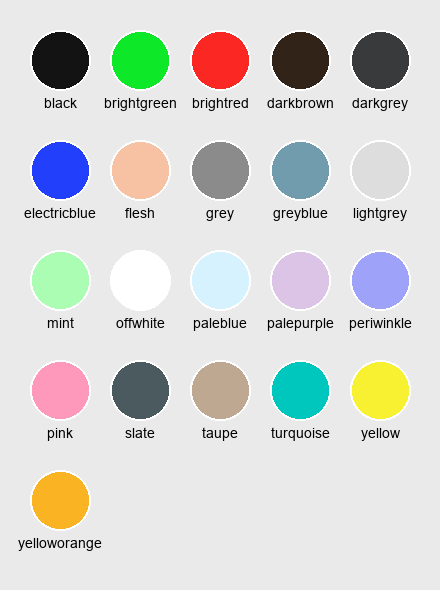 black brightgreen brightred darkbrown darkgrey
electricblue flesh grey greyblue lightgrey
mint offwhite paleblue palepurple periwinkle
pink slate taupe turquoise yellow
yelloworange